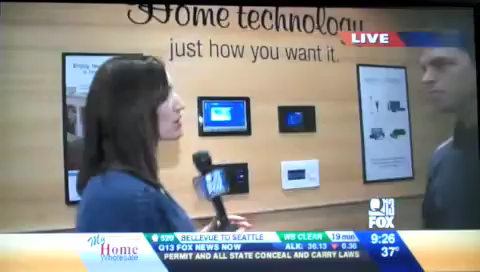 Home technology
just how you want it.
LIVE
Q13
FOX
My
Home
Wholesale
520 BELLEVUE TO SEATTLE WB CLEAR 19 min
Q13 FOX NEWS NOW ALK: 36.13 ▼ 6.36
PERMIT AND ALL STATE CONCEAL AND CARRY LAWS
9:26
37°